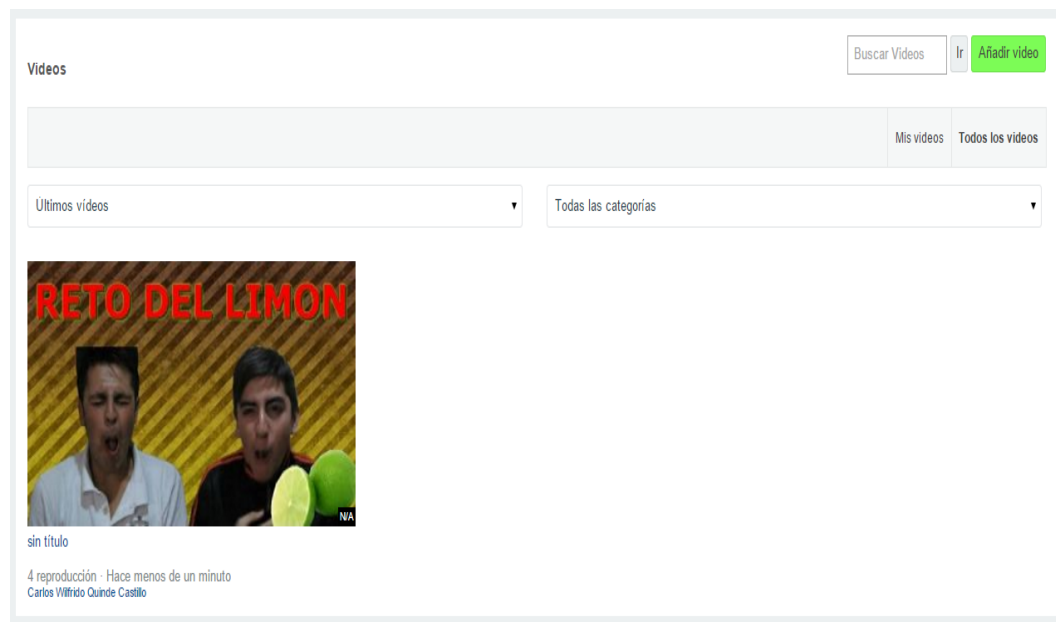 Videos
Buscar Videos
Ir
Añadir video
Mis videos
Todos los videos
Últimos vídeos
Todas las categorías
RETO DEL LIMON
N/A
sin título
4 reproducción · Hace menos de un minuto
Carlos Wilfrido Quinde Castillo